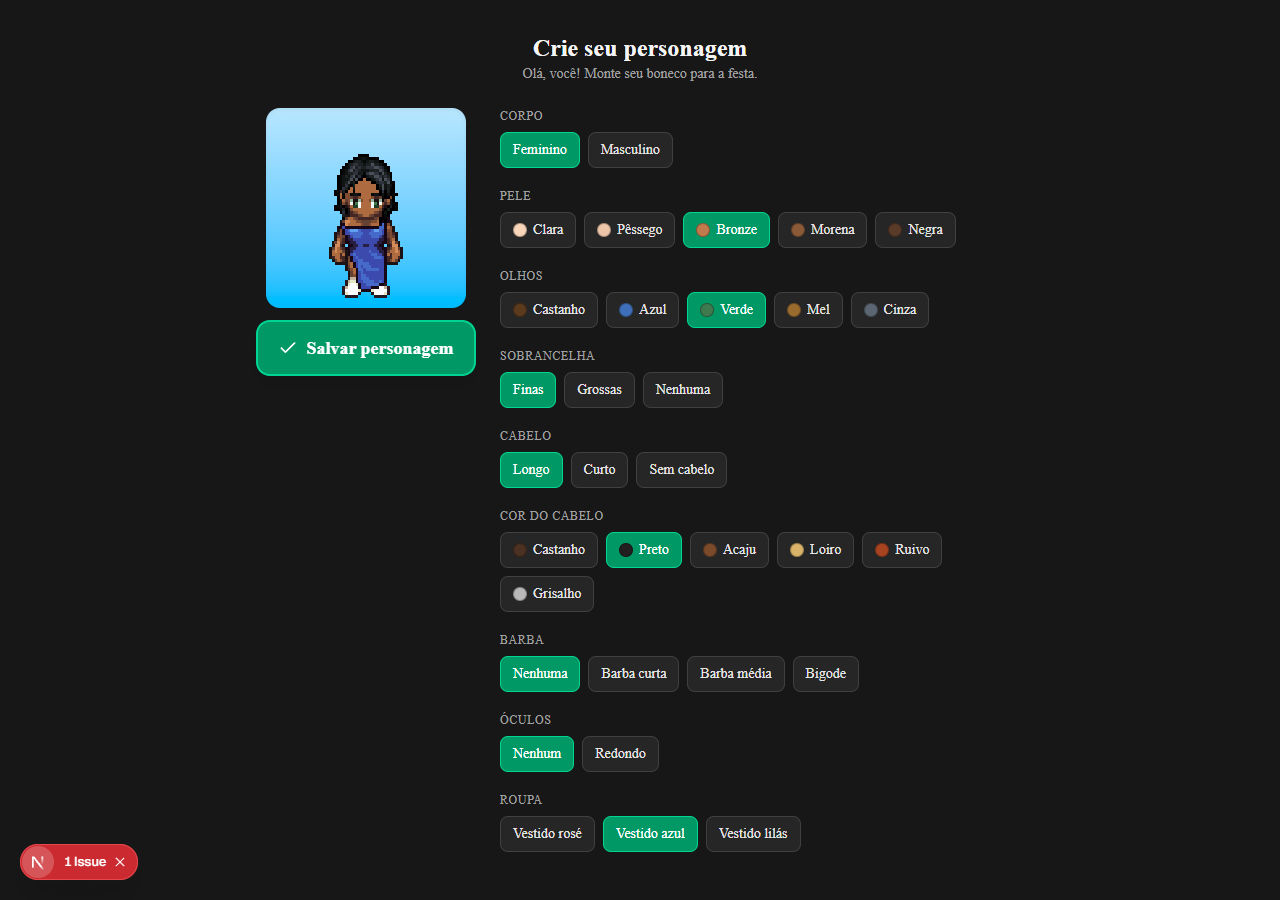 Crie seu personagem
Olá, você! Monte seu boneco para a festa.
Salvar personagem
CORPO
Feminino Masculino
PELE
Clara Pêssego Bronze Morena Negra
OLHOS
Castanho Azul Verde Mel Cinza
SOBRANCELHA
Finas Grossas Nenhuma
CABELO
Longo Curto Sem cabelo
COR DO CABELO
Castanho Preto Acaju Loiro Ruivo
Grisalho
BARBA
Nenhuma Barba curta Barba média Bigode
ÓCULOS
Nenhum Redondo
ROUPA
Vestido rosé Vestido azul Vestido lilás
N 1 Issue